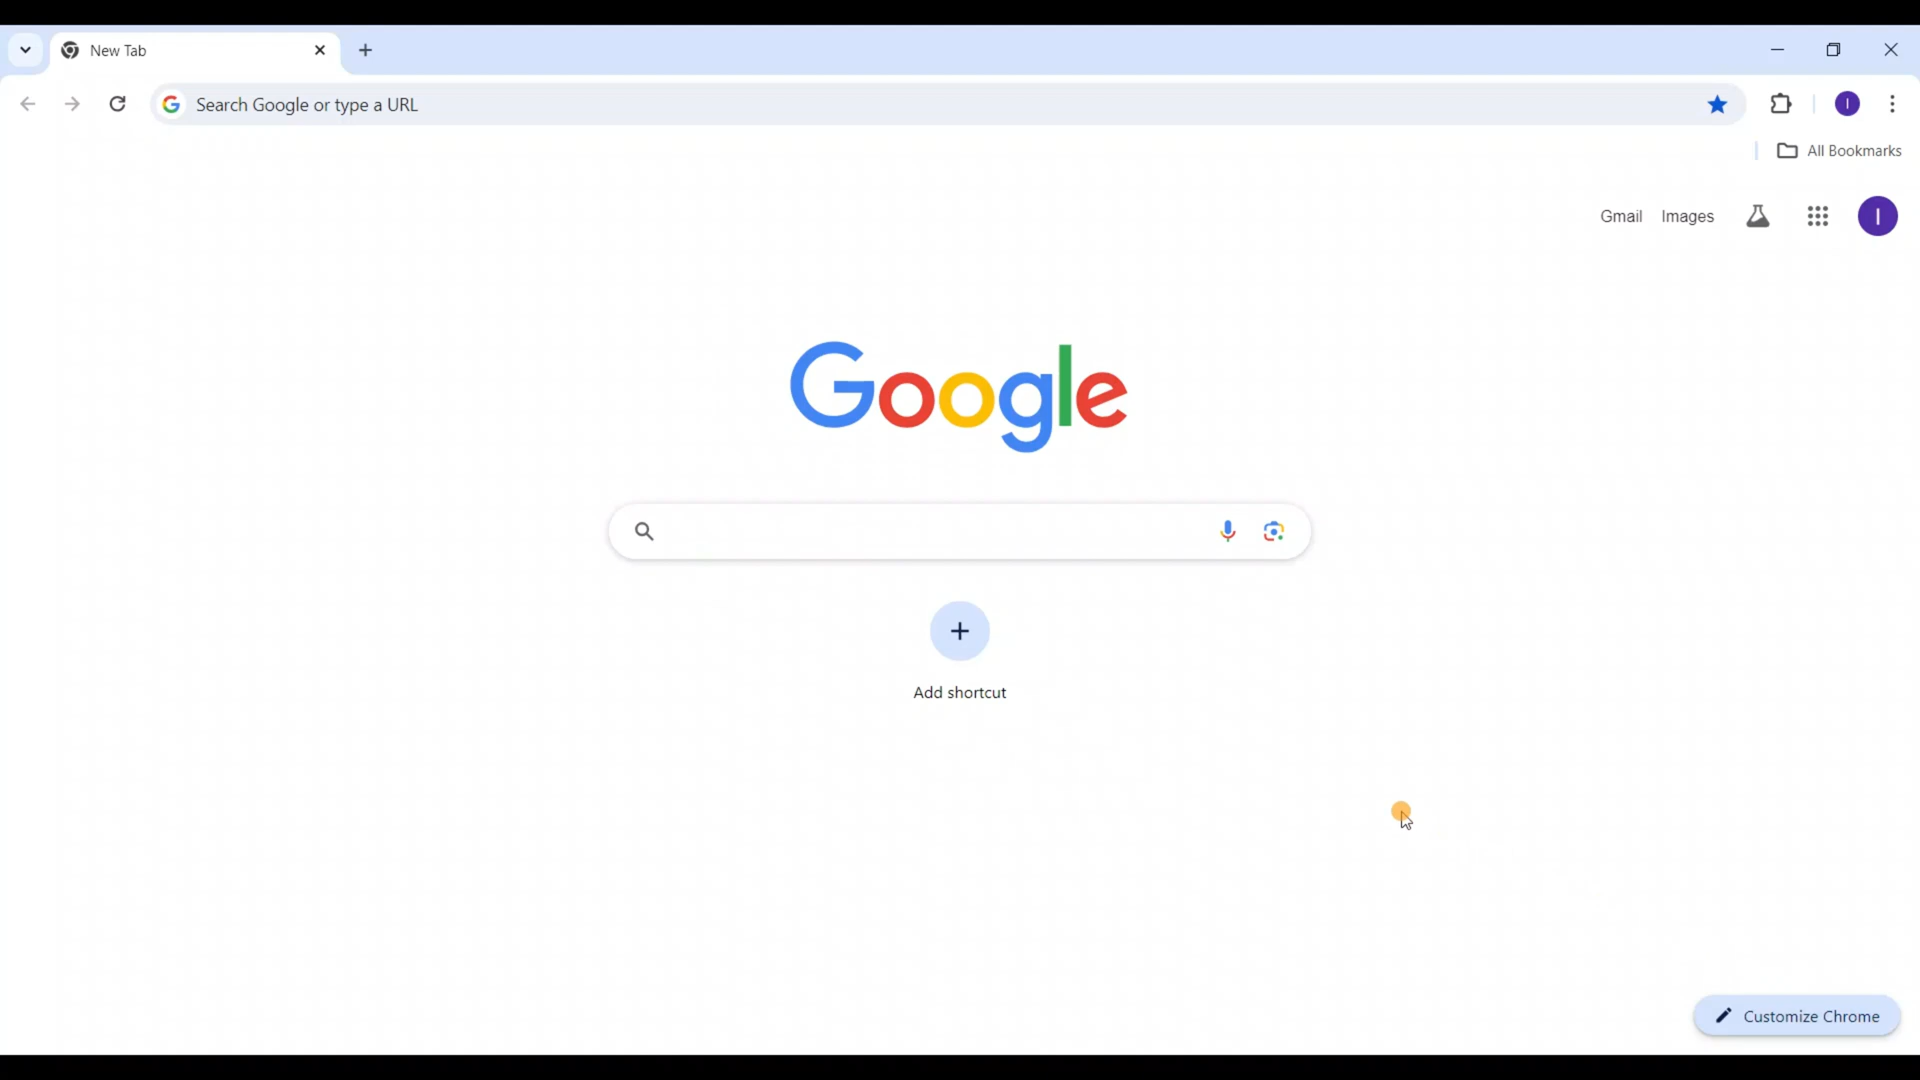 New Tab
Search Google or type a URL
All Bookmarks
Gmail Images
I
Google
Add shortcut
Customize Chrome